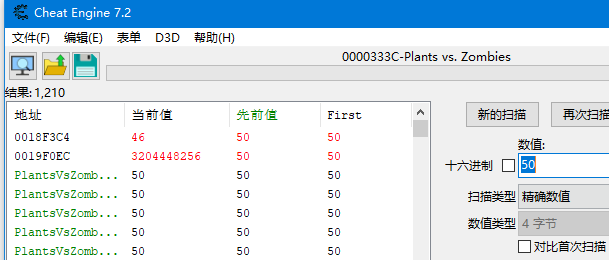 Cheat Engine 7.2
文件(F) 编辑(E) 表单 D3D 帮助(H)
0000333C-Plants vs. Zombies
结果: 1,210
地址 当前值 先前值 First
0018F3C4 46 50 50
0019F0EC 3204448256 50 50
PlantsVsZomb... 50 50 50
PlantsVsZomb... 50 50 50
PlantsVsZomb... 50 50 50
PlantsVsZomb... 50 50 50
PlantsVsZomb... 50 50 50
新的扫描 再次扫描
数值:
十六进制 50
扫描类型 精确数值
数值类型 4 字节
对比首次扫描